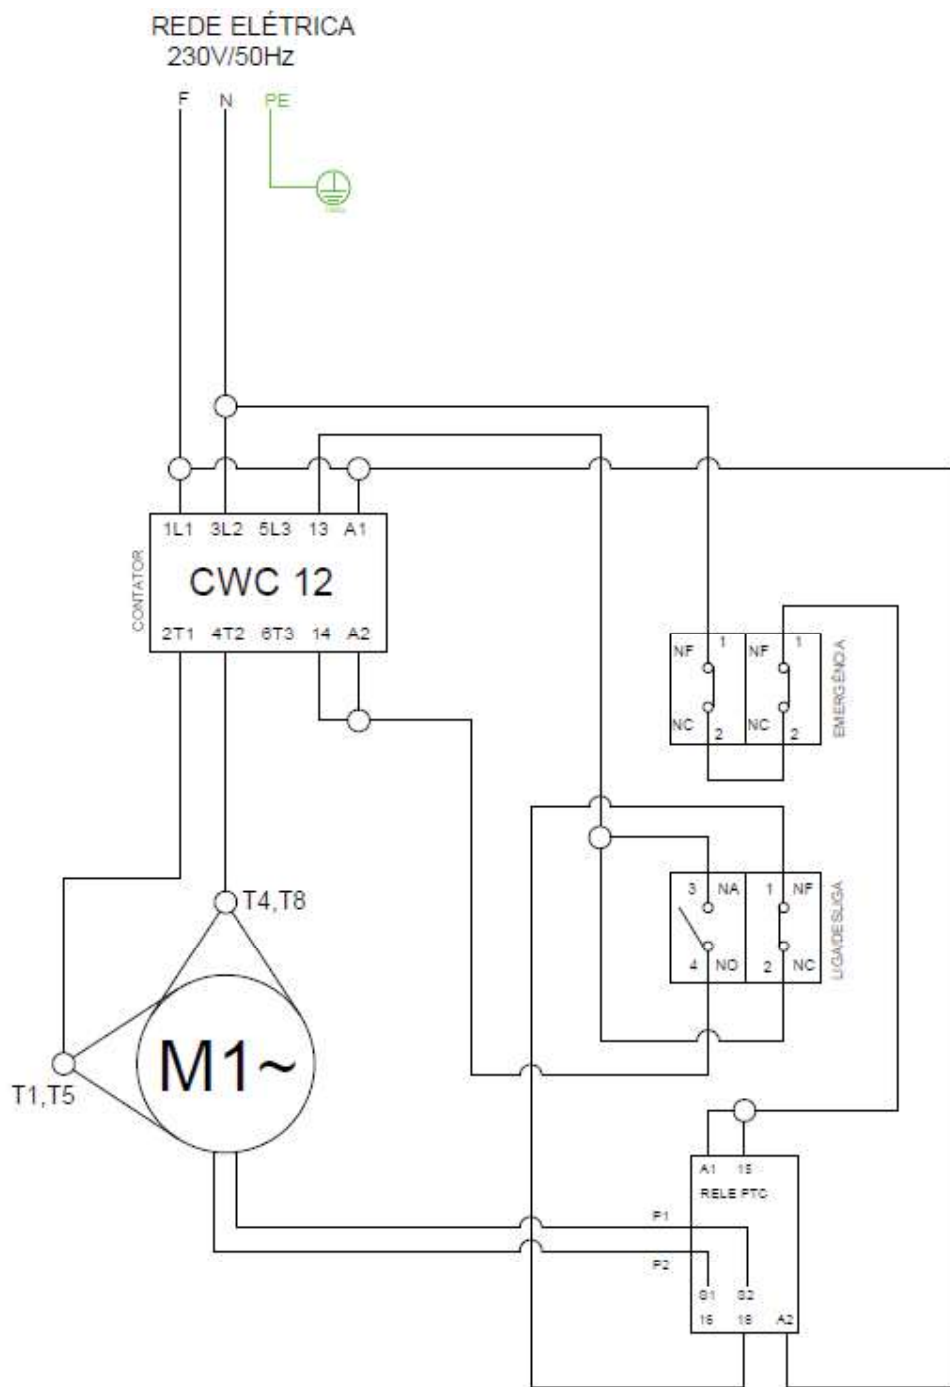 REDE ELÉTRICA
230V/50Hz
F N PE
1L1 3L2 5L3 13 A1
CONTATOR
CWC 12
2T1 4T2 6T3 14 A2
1 1
NF NF
EMERGÊNCIA
NC NC
2 2
T4,T8
3 NA 1 NF
LIGA/DESLIGA
4 NO 2 NC
M1~
T1,T5
A1 15
RELE PTC
P1
P2
S1 S2
16 18 A2